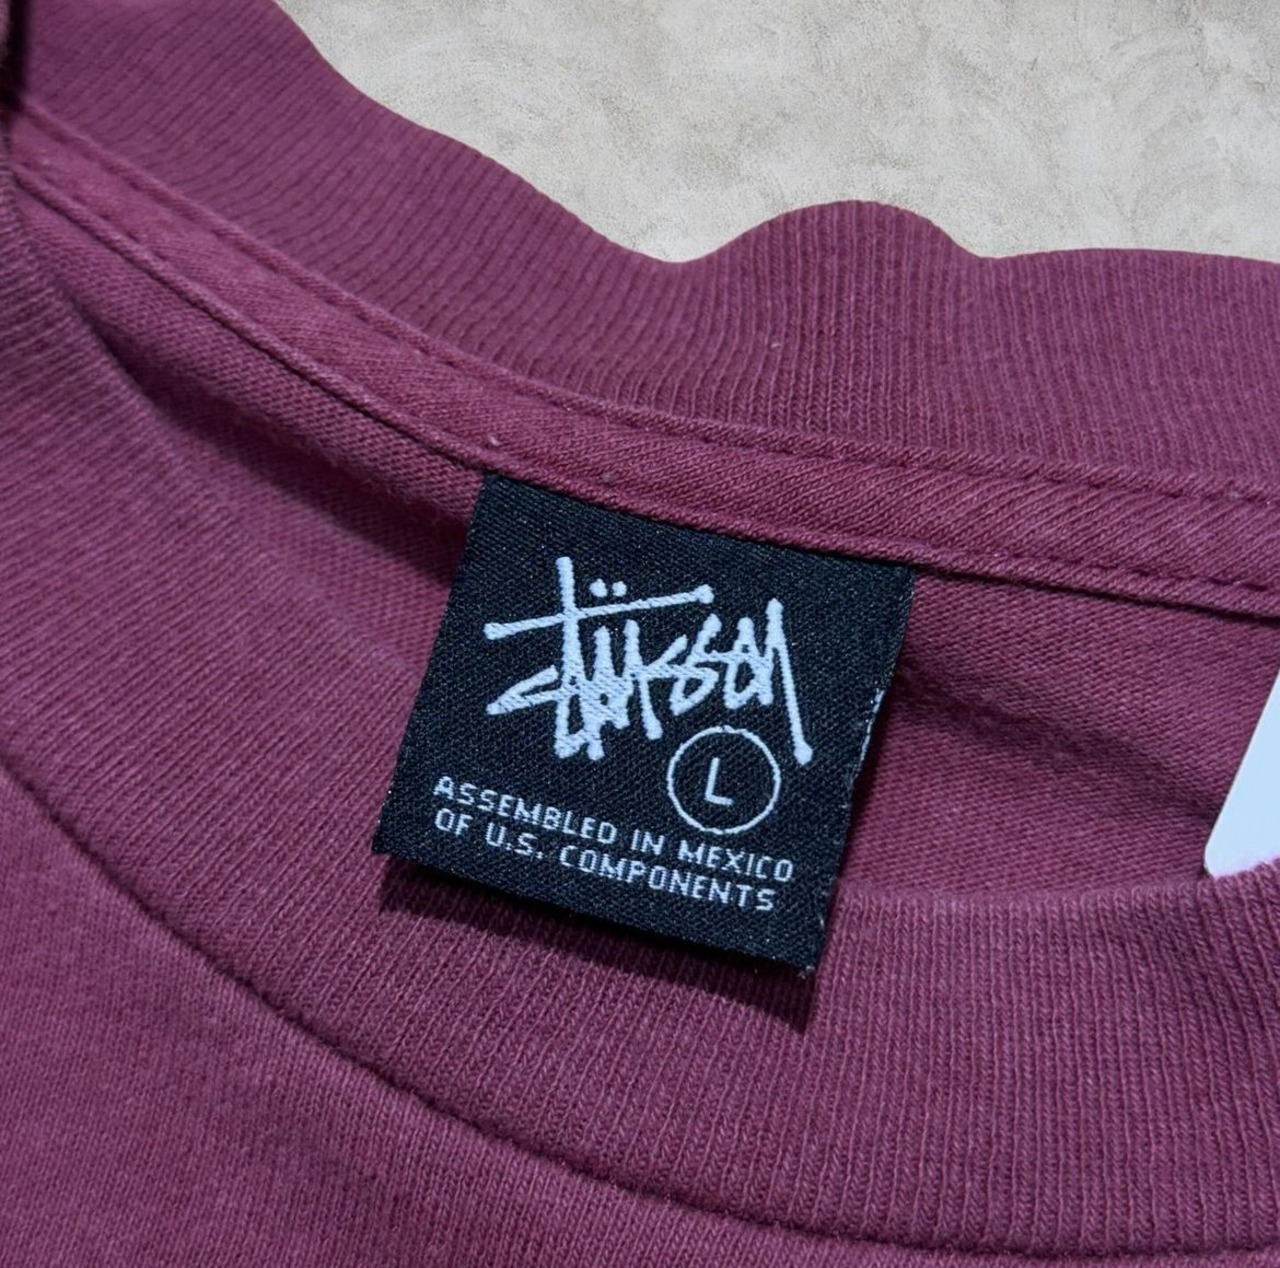 Stüssy
L
ASSEMBLED IN MEXICO
OF U.S. COMPONENTS